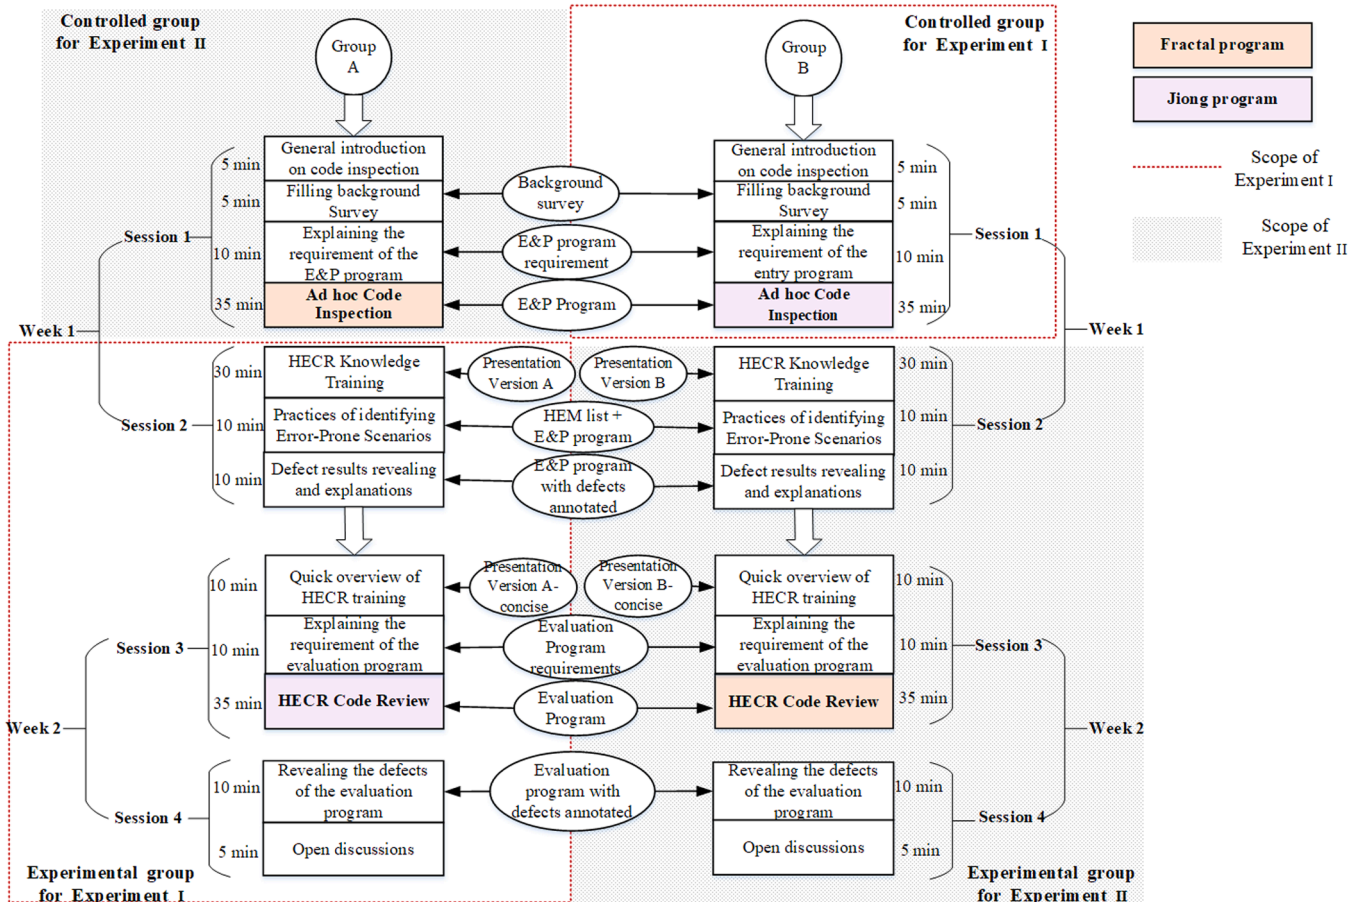 Controlled group
for Experiment II
Group
A
Group
B
Controlled group
for Experiment I
Fractal program
Jiong program
Scope of
Experiment I
Scope of
Experiment II
Week 1
Session 1
5 min
General introduction
on code inspection
5 min
Filling background
Survey
10 min
Explaining the
requirement of the
E&P program
35 min
Ad hoc Code
Inspection
Background
survey
E&P program
requirement
E&P Program
General introduction
on code inspection
5 min
Filling background
Survey
5 min
Explaining the
requirement of the
entry program
10 min
Ad hoc Code
Inspection
35 min
Session 1
Week 1
Session 2
30 min
HECR Knowledge
Training
10 min
Practices of identifying
Error-Prone Scenarios
10 min
Defect results revealing
and explanations
Presentation
Version A
Presentation
Version B
HEM list +
E&P program
E&P program
with defects
annotated
HECR Knowledge
Training
30 min
Practices of identifying
Error-Prone Scenarios
10 min
Defect results revealing
and explanations
10 min
Session 2
Week 2
Session 3
10 min
Quick overview of
HECR training
10 min
Explaining the
requirement of the
evaluation program
35 min
HECR Code Review
Presentation
Version A-
concise
Presentation
Version B-
concise
Evaluation
Program
requirements
Evaluation
Program
Quick overview of
HECR training
10 min
Explaining the
requirement of the
evaluation program
10 min
HECR Code Review
35 min
Session 3
Week 2
Session 4
10 min
Revealing the defects
of the evaluation
program
5 min
Open discussions
Evaluation
program with
defects annotated
Revealing the defects
of the evaluation
program
10 min
Open discussions
5 min
Session 4
Experimental group
for Experiment I
Experimental group
for Experiment II